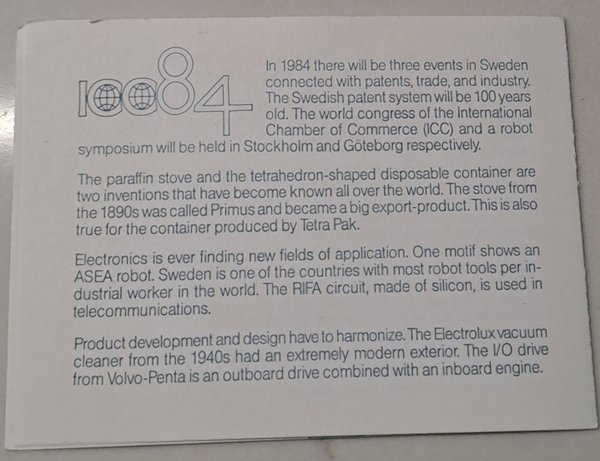 ICC84
In 1984 there will be three events in Sweden
connected with patents, trade, and industry.
The Swedish patent system will be 100 years
old. The world congress of the International
Chamber of Commerce (ICC) and a robot
symposium will be held in Stockholm and Göteborg respectively.
The paraffin stove and the tetrahedron-shaped disposable container are
two inventions that have become known all over the world. The stove from
the 1890s was called Primus and became a big export-product. This is also
true for the container produced by Tetra Pak.
Electronics is ever finding new fields of application. One motif shows an
ASEA robot. Sweden is one of the countries with most robot tools per in-
dustrial worker in the world. The RIFA circuit, made of silicon, is used in
telecommunications.
Product development and design have to harmonize. The Electrolux vacuum
cleaner from the 1940s had an extremely modern exterior. The I/O drive
from Volvo-Penta is an outboard drive combined with an inboard engine.